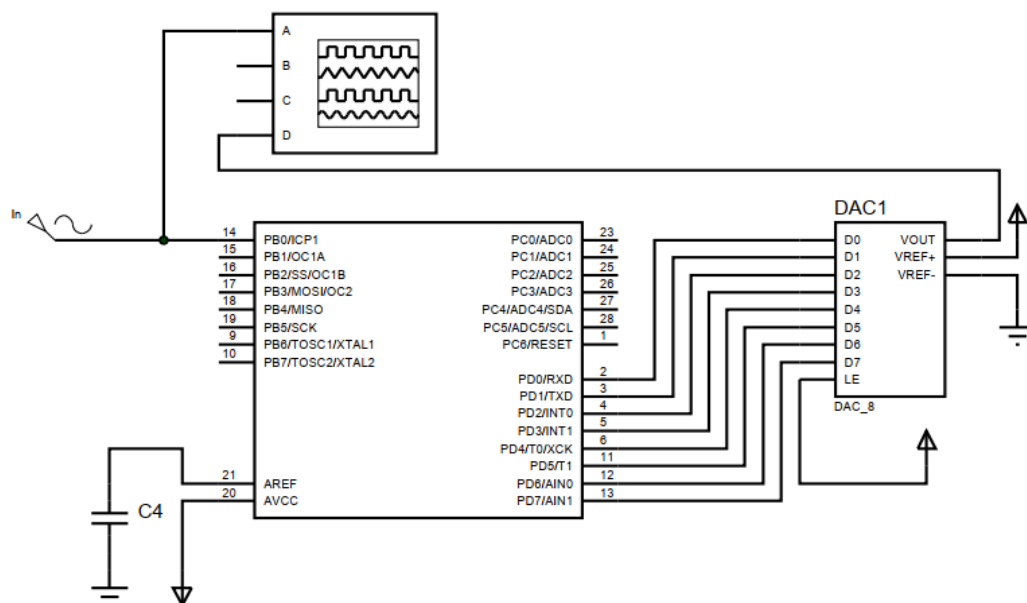 A
B
C
D
In
DAC1
14 PB0/ICP1
15 PB1/OC1A
16 PB2/SS/OC1B
17 PB3/MOSI/OC2
18 PB4/MISO
19 PB5/SCK
9 PB6/TOSC1/XTAL1
10 PB7/TOSC2/XTAL2
21 AREF
20 AVCC
C4
PC0/ADC0 23
PC1/ADC1 24
PC2/ADC2 25
PC3/ADC3 26
PC4/ADC4/SDA 27
PC5/ADC5/SCL 28
PC6/RESET 1
PD0/RXD 2
PD1/TXD 3
PD2/INT0 4
PD3/INT1 5
PD4/T0/XCK 6
PD5/T1 11
PD6/AIN0 12
PD7/AIN1 13
D0 VOUT
D1 VREF+
D2 VREF-
D3
D4
D5
D6
D7
LE
DAC_8